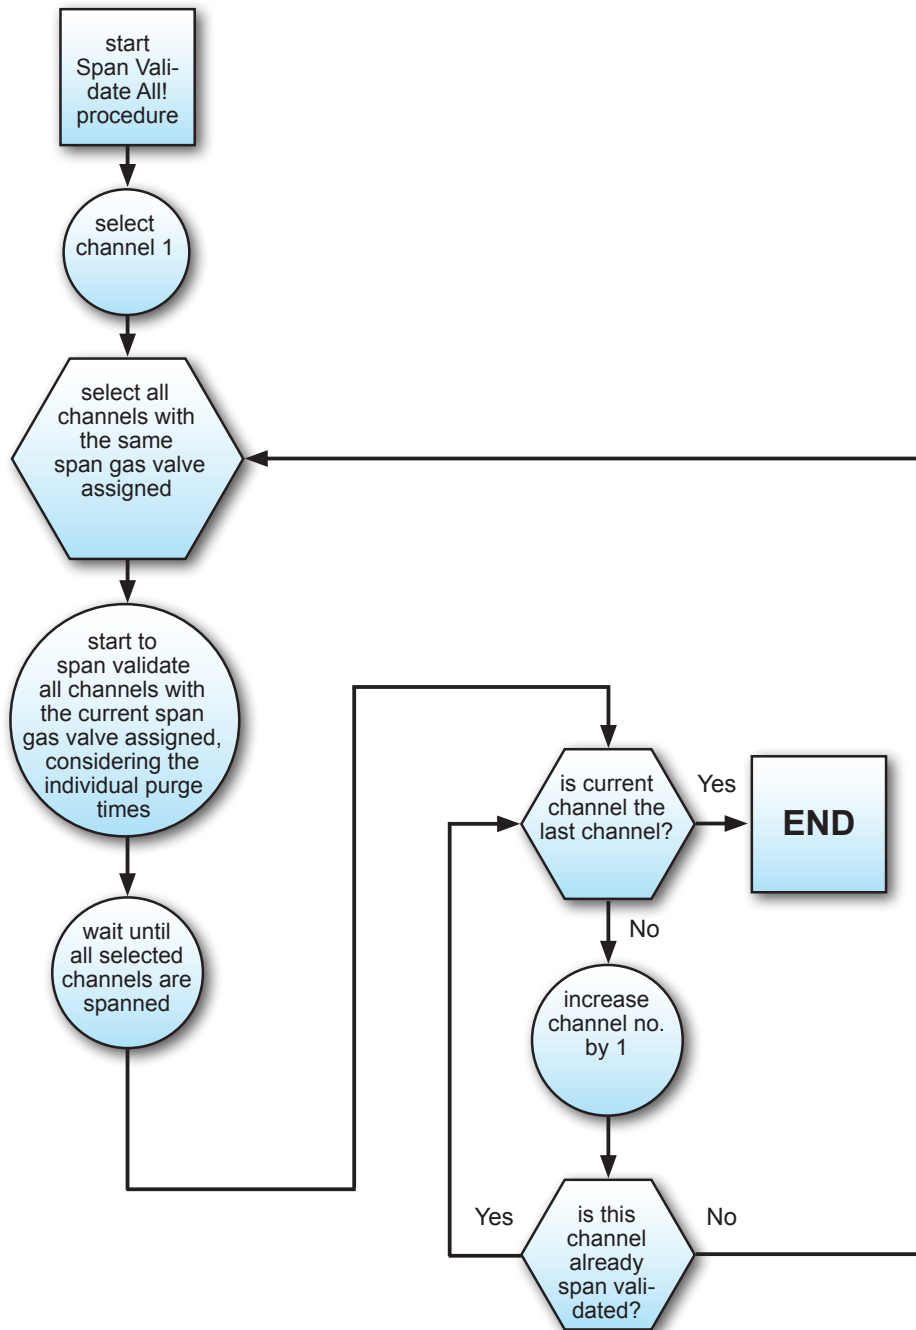 start
Span Vali-
date All!
procedure
select
channel 1
select all
channels with
the same
span gas valve
assigned
start to
span validate
all channels with
the current span
gas valve assigned,
considering the
individual purge
times
wait until
all selected
channels are
spanned
is current
channel the
last channel?
Yes
END
No
increase
channel no.
by 1
is this
channel
already
span vali-
dated?
Yes
No